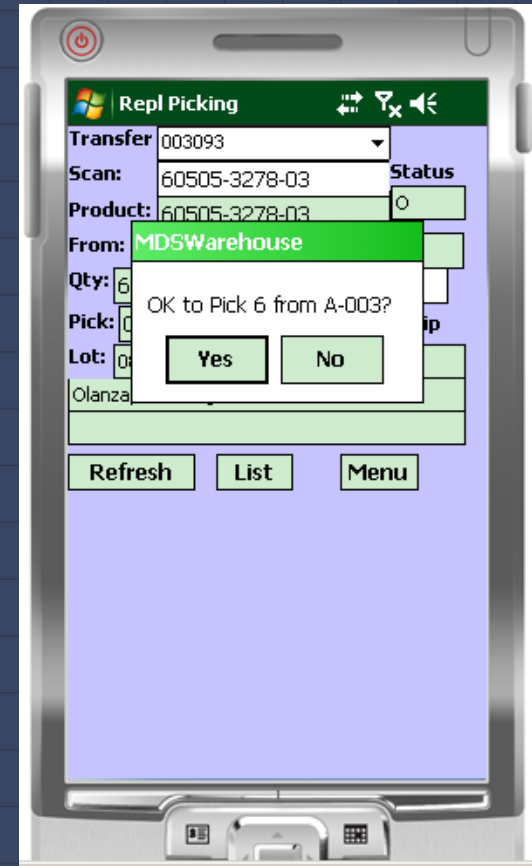 Repl Picking
Transfer 003093
Scan: 60505-3278-03 Status
Product: 60505-3278-03 O
From: MDSWarehouse
Qty: 6
OK to Pick 6 from A-003?
Pick:
Lot: Yes No
Refresh List Menu